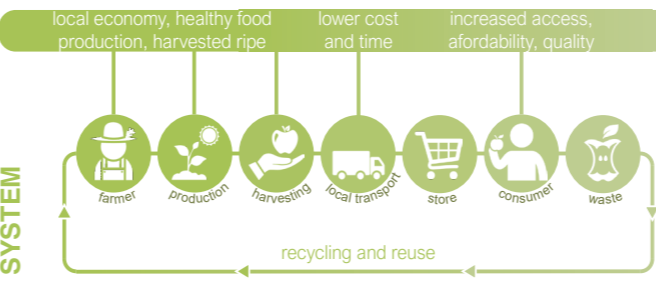 local economy, healthy food
production, harvested ripe
lower cost
and time
increased access,
afordability, quality
farmer
production
harvesting
local transport
store
consumer
waste
recycling and reuse
SYSTEM